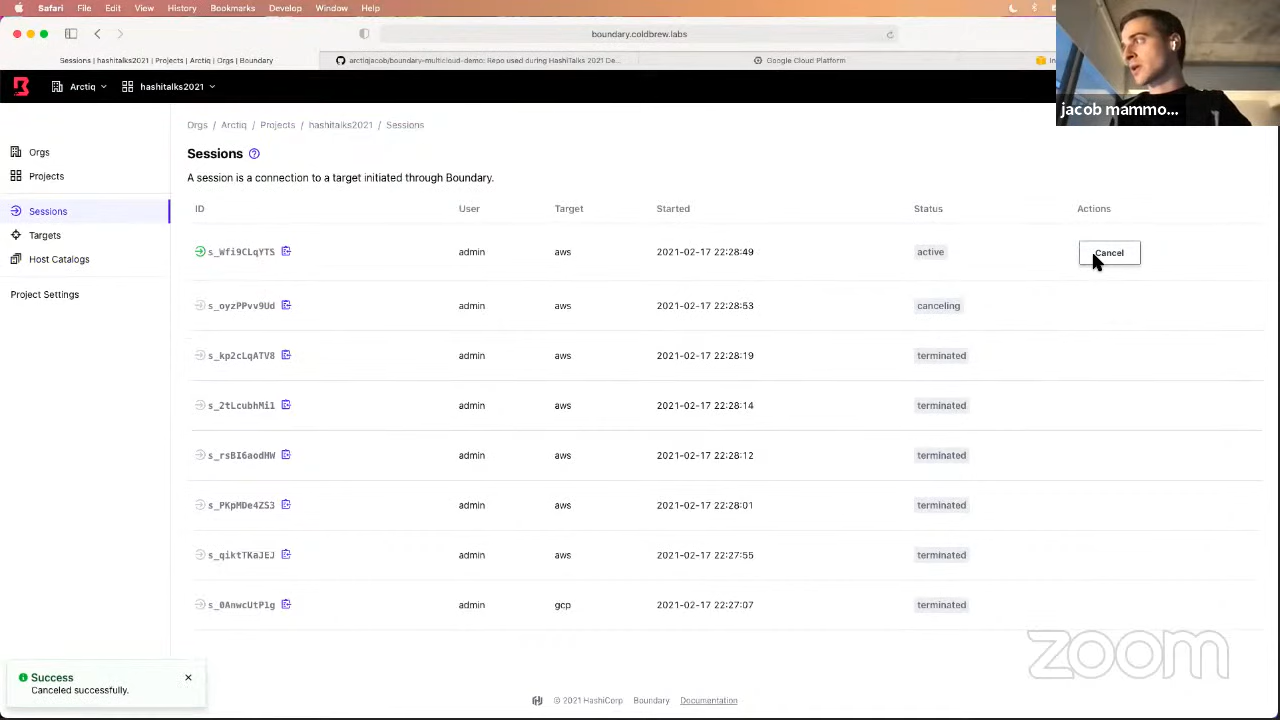 Safari File Edit View History Bookmarks Develop Window Help
boundary.coldbrew.labs
Sessions | hashitalks2021 | Projects | Arctiq | Orgs | Boundary
arctiqjacob/boundary-multicloud-demo: Repo used during HashiTalks 2021 De...
Google Cloud Platform
Arctiq hashitalks2021
jacob mammo...
Orgs / Arctiq / Projects / hashitalks2021 / Sessions
Orgs
Projects
Sessions
Targets
Host Catalogs
Project Settings
Sessions
A session is a connection to a target initiated through Boundary.
ID User Target Started Status Actions
s_Wfi9CLqYTS admin aws 2021-02-17 22:28:49 active Cancel
s_oyzPPvv9Ud admin aws 2021-02-17 22:28:53 canceling
s_kp2cLqATV8 admin aws 2021-02-17 22:28:19 terminated
s_2tLcubhMi1 admin aws 2021-02-17 22:28:14 terminated
s_rsBI6aodHW admin aws 2021-02-17 22:28:12 terminated
s_PKpMDe4ZS3 admin aws 2021-02-17 22:28:01 terminated
s_qiktTKaJEJ admin aws 2021-02-17 22:27:55 terminated
s_0AnwcUtP1g admin gcp 2021-02-17 22:27:07 terminated
zoom
Success
Canceled successfully.
© 2021 HashiCorp Boundary Documentation